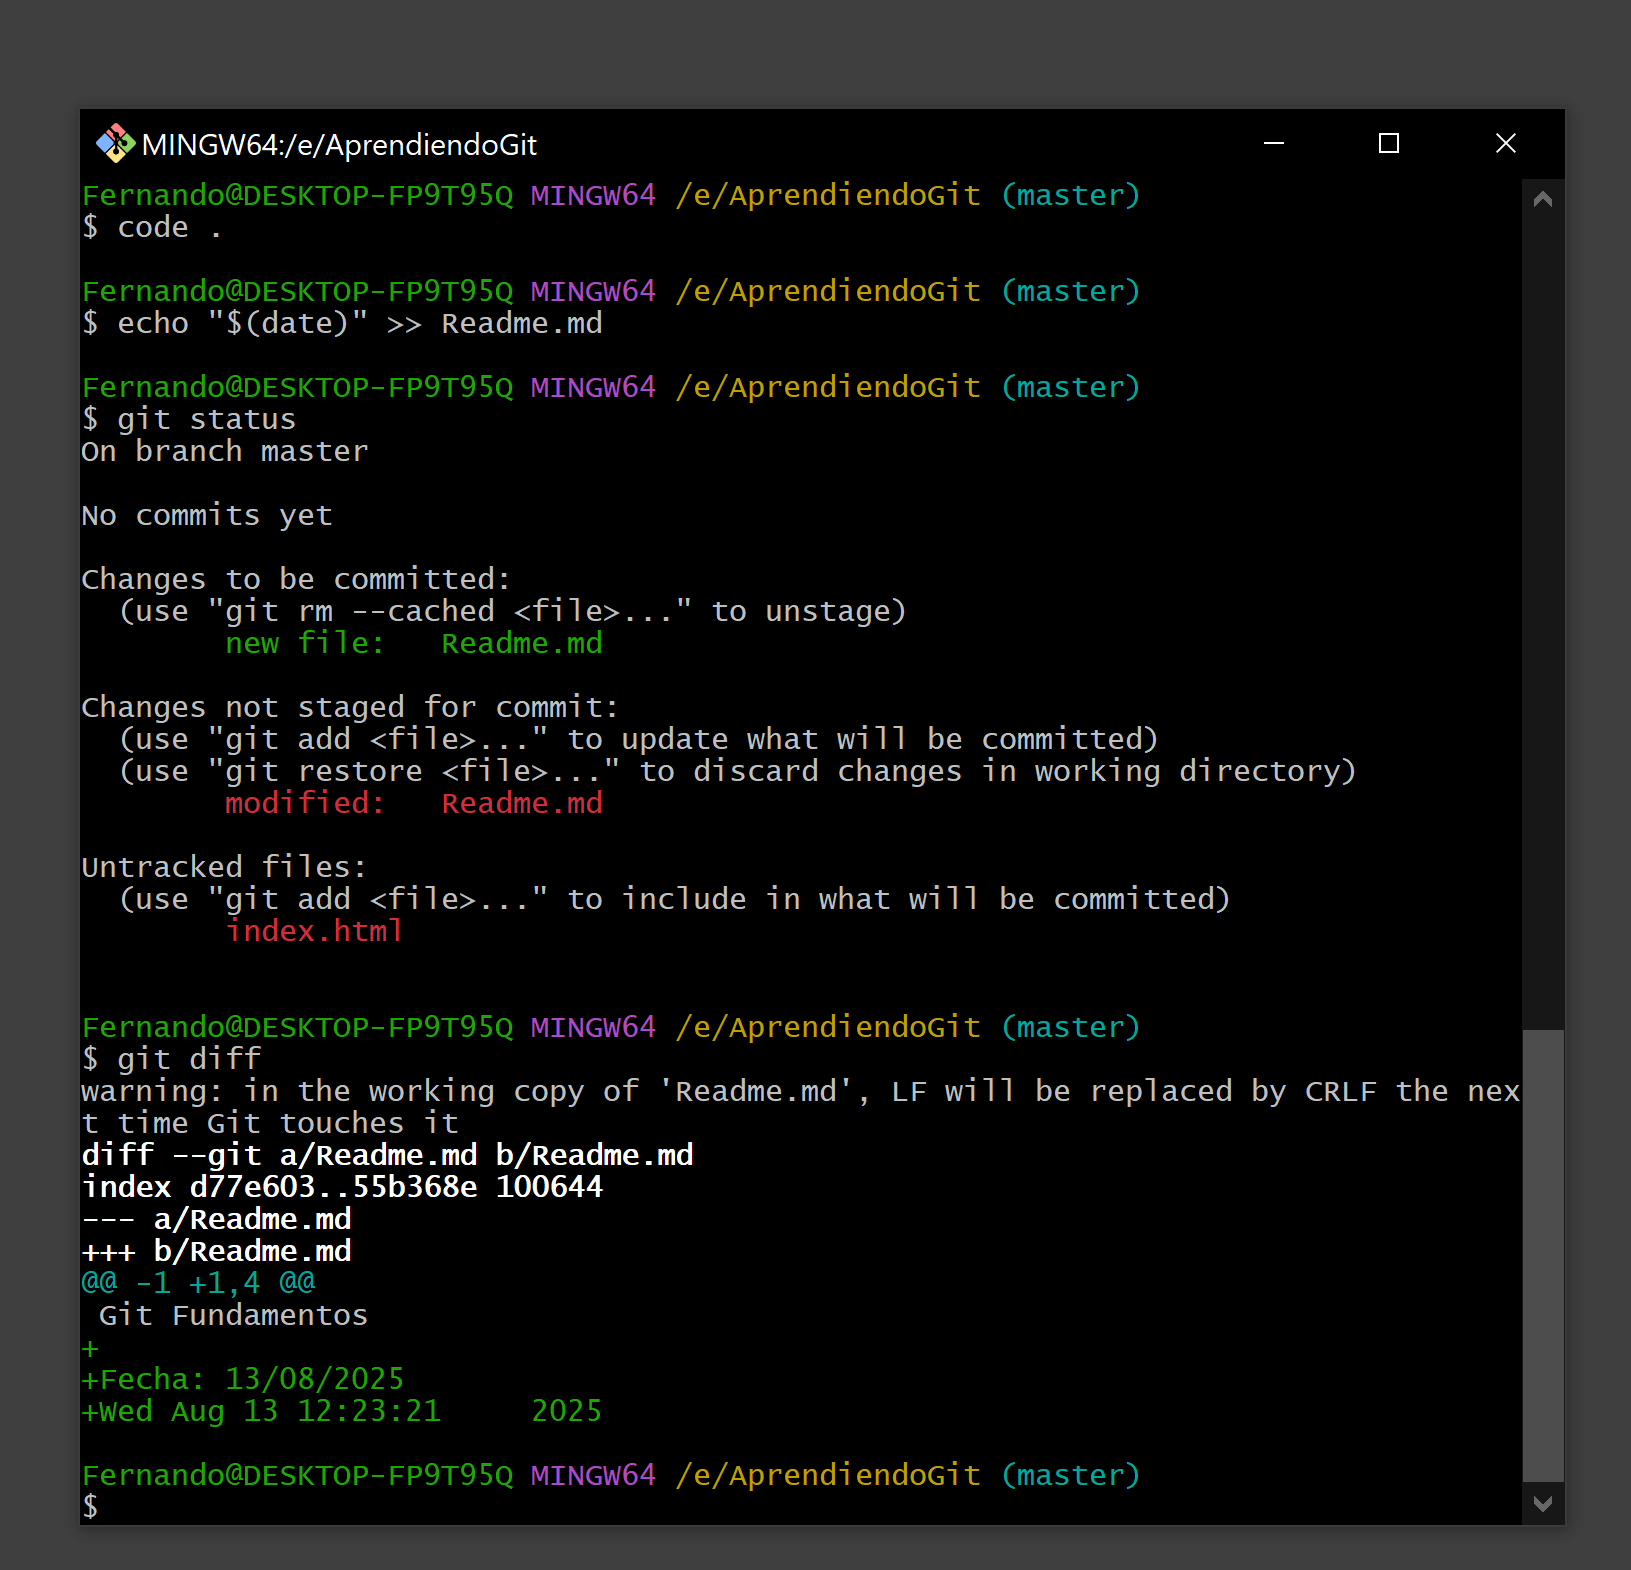 MINGW64:/e/AprendiendoGit
Fernando@DESKTOP-FP9T95Q MINGW64 /e/AprendiendoGit (master)
$ code .
Fernando@DESKTOP-FP9T95Q MINGW64 /e/AprendiendoGit (master)
$ echo "$(date)" >> Readme.md
Fernando@DESKTOP-FP9T95Q MINGW64 /e/AprendiendoGit (master)
$ git status
On branch master
No commits yet
Changes to be committed:
  (use "git rm --cached <file>..." to unstage)
        new file:   Readme.md
Changes not staged for commit:
  (use "git add <file>..." to update what will be committed)
  (use "git restore <file>..." to discard changes in working directory)
        modified:   Readme.md
Untracked files:
  (use "git add <file>..." to include in what will be committed)
        index.html
Fernando@DESKTOP-FP9T95Q MINGW64 /e/AprendiendoGit (master)
$ git diff
warning: in the working copy of 'Readme.md', LF will be replaced by CRLF the nex
t time Git touches it
diff --git a/Readme.md b/Readme.md
index d77e603..55b368e 100644
--- a/Readme.md
+++ b/Readme.md
@@ -1 +1,4 @@
 Git Fundamentos
+
+Fecha: 13/08/2025
+Wed Aug 13 12:23:21     2025
Fernando@DESKTOP-FP9T95Q MINGW64 /e/AprendiendoGit (master)
$